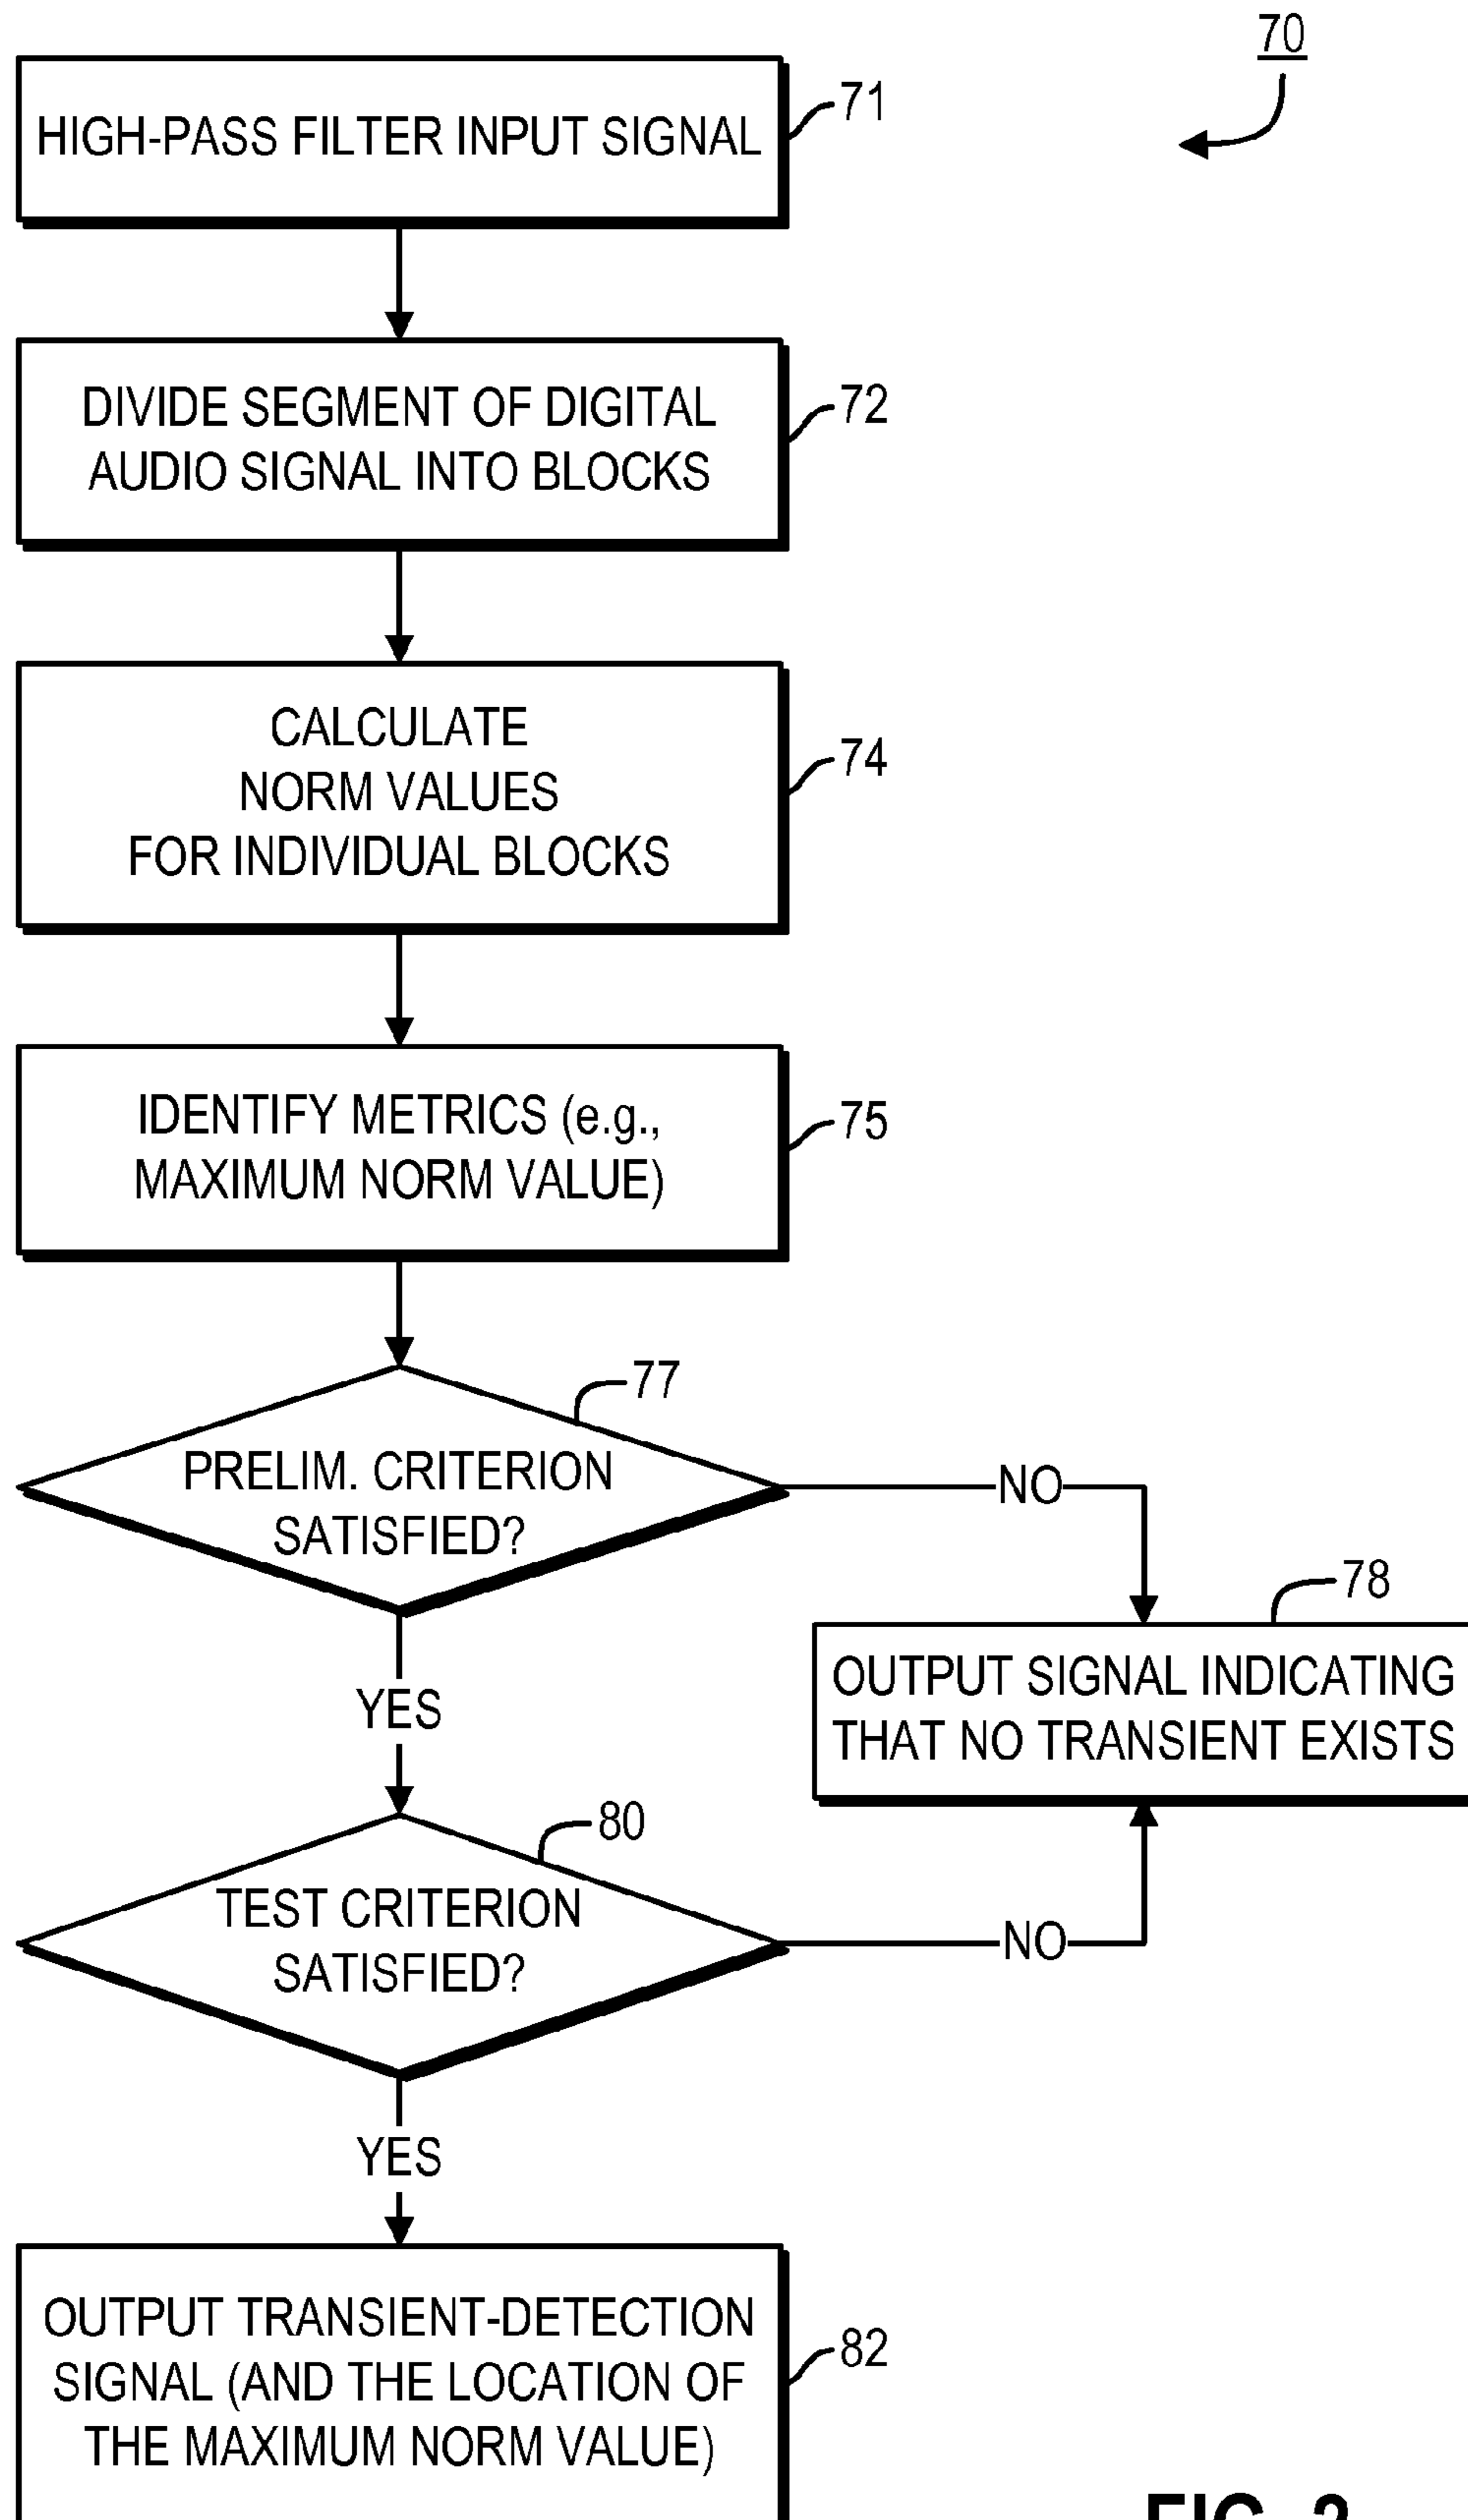 70
HIGH-PASS FILTER INPUT SIGNAL
71
DIVIDE SEGMENT OF DIGITAL
AUDIO SIGNAL INTO BLOCKS
72
CALCULATE
NORM VALUES
FOR INDIVIDUAL BLOCKS
74
IDENTIFY METRICS (e.g.,
MAXIMUM NORM VALUE)
75
77
PRELIM. CRITERION
SATISFIED?
NO
78
OUTPUT SIGNAL INDICATING
THAT NO TRANSIENT EXISTS
YES
80
TEST CRITERION
SATISFIED?
NO
YES
OUTPUT TRANSIENT-DETECTION
SIGNAL (AND THE LOCATION OF
THE MAXIMUM NORM VALUE)
82
FIG.